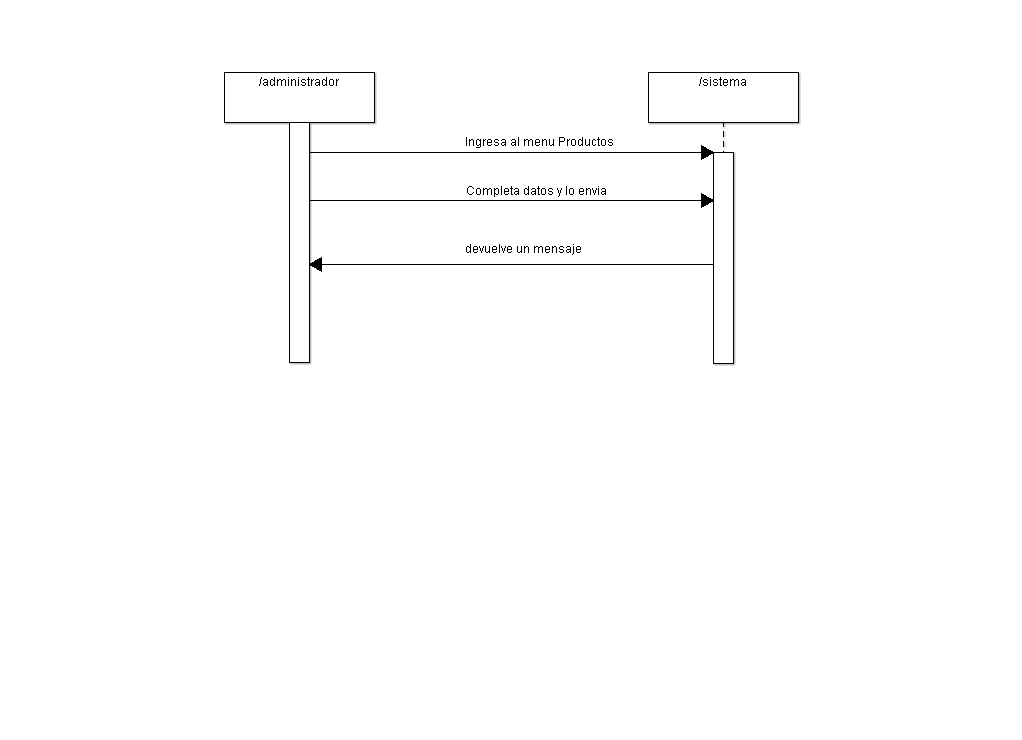 /administrador
/sistema
Ingresa al menu Productos
Completa datos y lo envia
devuelve un mensaje